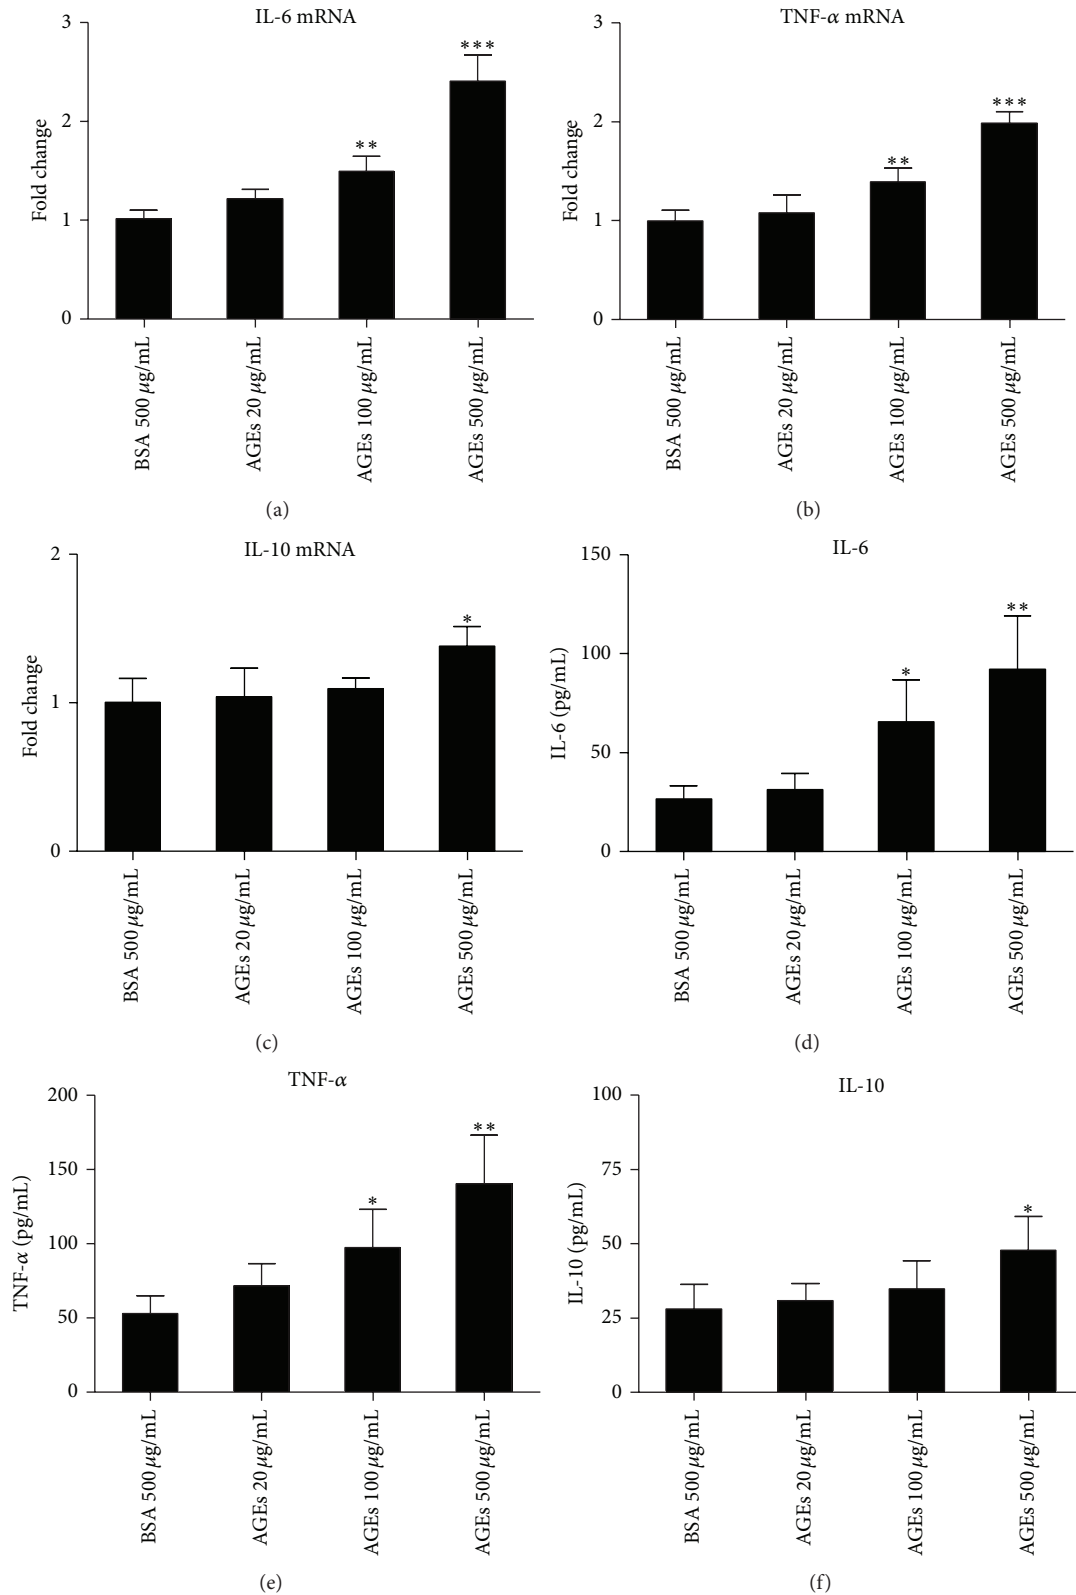 IL-6 mRNA
3
2
1
0
Fold change
**
***
BSA 500 μg/mL
AGEs 20 μg/mL
AGEs 100 μg/mL
AGEs 500 μg/mL
(a)
TNF-α mRNA
3
2
1
0
Fold change
**
***
BSA 500 μg/mL
AGEs 20 μg/mL
AGEs 100 μg/mL
AGEs 500 μg/mL
(b)
IL-10 mRNA
2
1
0
Fold change
*
BSA 500 μg/mL
AGEs 20 μg/mL
AGEs 100 μg/mL
AGEs 500 μg/mL
(c)
IL-6
150
100
50
0
IL-6 (pg/mL)
*
**
BSA 500 μg/mL
AGEs 20 μg/mL
AGEs 100 μg/mL
AGEs 500 μg/mL
(d)
TNF-α
200
150
100
50
0
TNF-α (pg/mL)
*
**
BSA 500 μg/mL
AGEs 20 μg/mL
AGEs 100 μg/mL
AGEs 500 μg/mL
(e)
IL-10
100
75
50
25
0
IL-10 (pg/mL)
*
BSA 500 μg/mL
AGEs 20 μg/mL
AGEs 100 μg/mL
AGEs 500 μg/mL
(f)